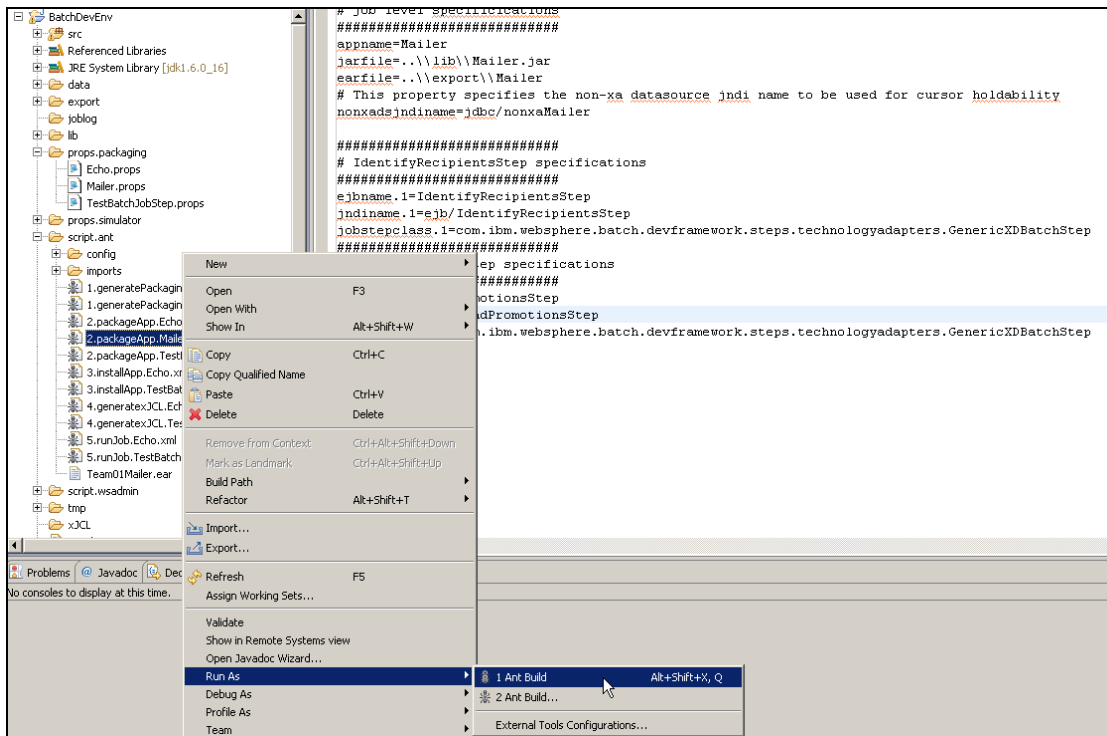 BatchDevEnv
src
Referenced Libraries
JRE System Library [jdk1.6.0_16]
data
export
joblog
lib
props.packaging
Echo.props
Mailer.props
TestBatchJobStep.props
props.simulator
script.ant
config
imports
1.generatePackagin
1.generatePackagin
2.packageApp.Echo
2.packageApp.Maile
2.packageApp.Test
3.installApp.Echo.xm
3.installApp.TestBat
4.generatexJCL.Ech
4.generatexJCL.Tes
5.runJob.Echo.xml
5.runJob.TestBatch
Team01Mailer.ear
script.wsadmin
tmp
xJCL
# job level specifications
############################
appname=Mailer
jarfile=..\\lib\\Mailer.jar
earfile=..\\export\\Mailer
# This property specifies the non-xa datasource jndi name to be used for cursor holdability
nonxadsjndiname=jdbc/nonxaMailer
############################
# IdentifyRecipientsStep specifications
############################
ejbname.1=IdentifyRecipientsStep
jndiname.1=ejb/IdentifyRecipientsStep
jobstepclass.1=com.ibm.websphere.batch.devframework.steps.technologyadapters.GenericXDBatchStep
############################
ep specifications
##########
otionsStep
dPromotionsStep
.ibm.websphere.batch.devframework.steps.technologyadapters.GenericXDBatchStep
New
Open F3
Open With
Show In Alt+Shift+W
Copy Ctrl+C
Copy Qualified Name
Paste Ctrl+V
Delete Delete
Remove from Context Ctrl+Alt+Shift+Down
Mark as Landmark Ctrl+Alt+Shift+Up
Build Path
Refactor Alt+Shift+T
Import...
Export...
Refresh F5
Assign Working Sets...
Validate
Show in Remote Systems view
Open Javadoc Wizard...
Run As
Debug As
Profile As
Team
1 Ant Build Alt+Shift+X, Q
2 Ant Build...
External Tools Configurations...
Problems @ Javadoc Dec
No consoles to display at this time.